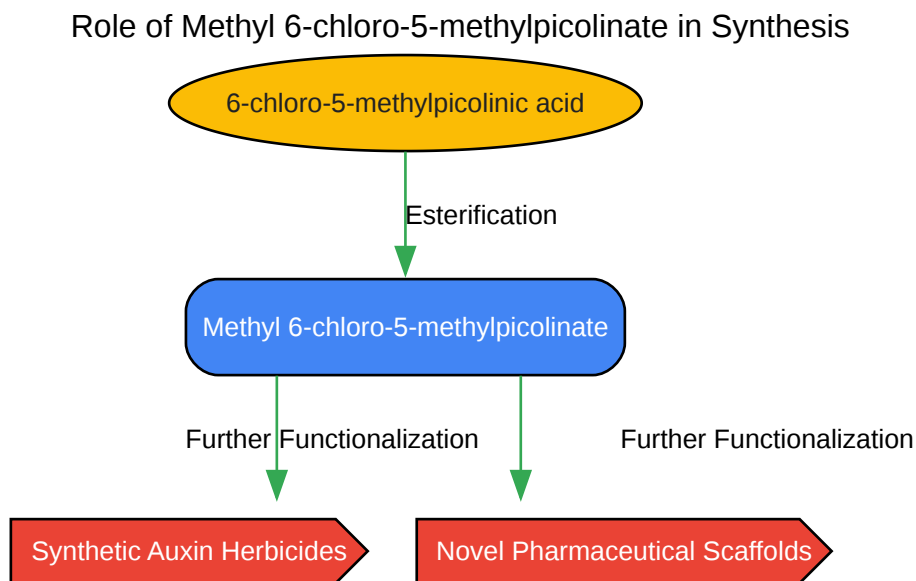 Role of Methyl 6-chloro-5-methylpicolinate in Synthesis
6-chloro-5-methylpicolinic acid
Esterification
Methyl 6-chloro-5-methylpicolinate
Further Functionalization
Further Functionalization
Synthetic Auxin Herbicides
Novel Pharmaceutical Scaffolds